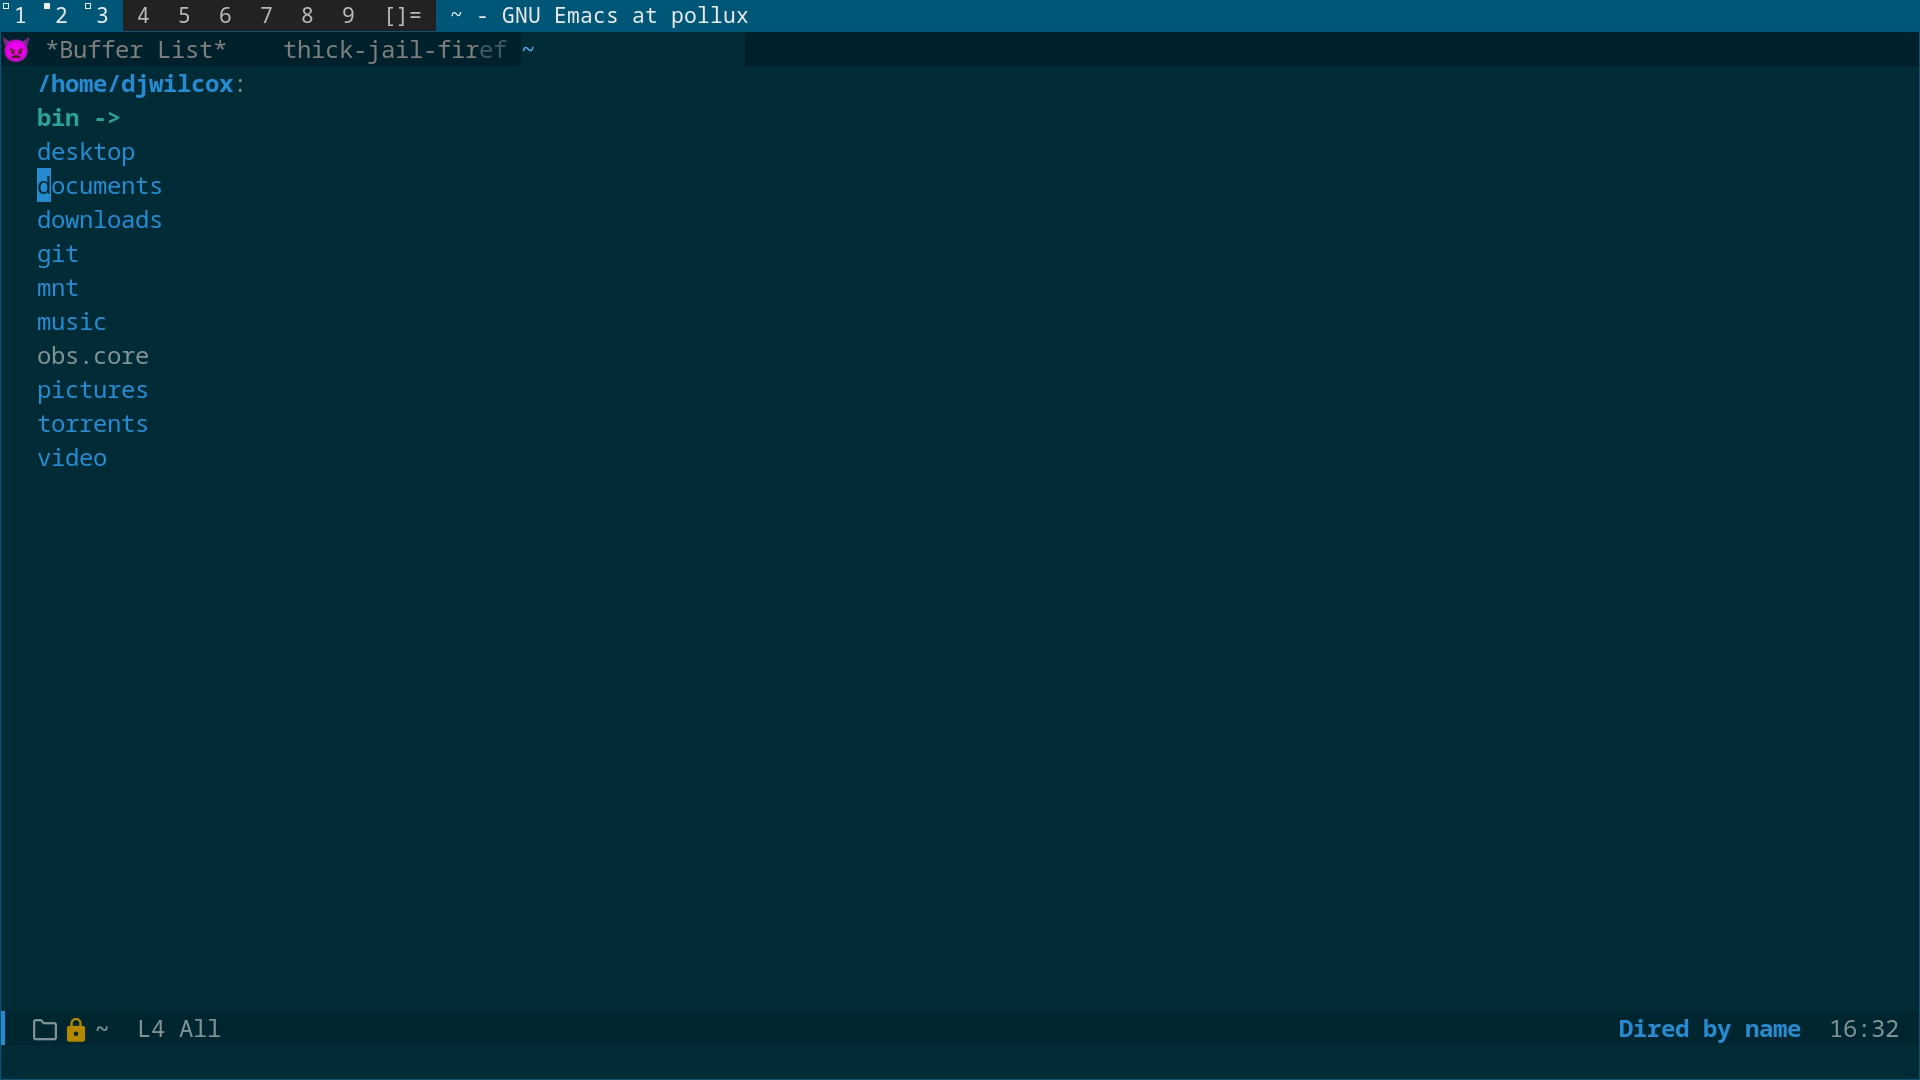 1 2 3 4 5 6 7 8 9 []= ~ - GNU Emacs at pollux
*Buffer List* thick-jail-firef ~
/home/djwilcox:
bin ->
desktop
documents
downloads
git
mnt
music
obs.core
pictures
torrents
video
~ L4 All Dired by name 16:32